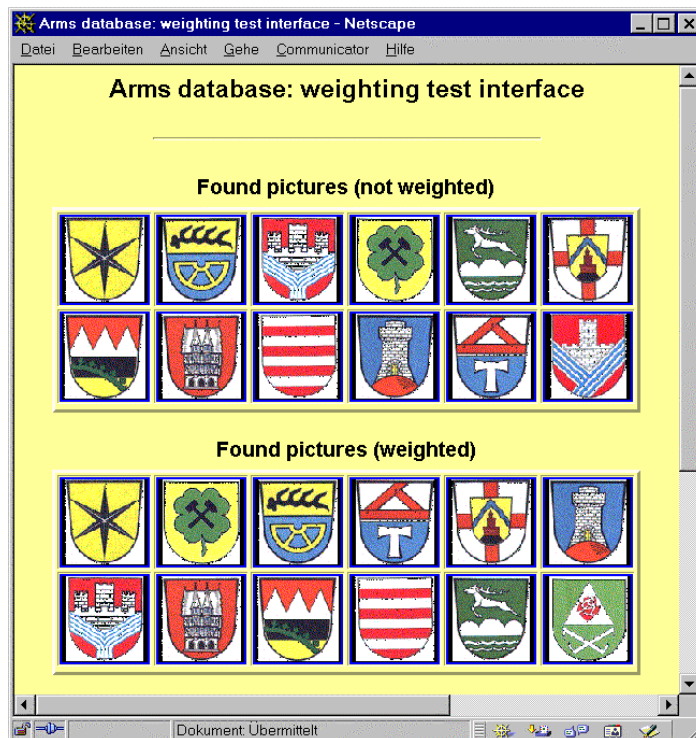 Arms database: weighting test interface - Netscape
Datei Bearbeiten Ansicht Gehe Communicator Hilfe
Arms database: weighting test interface
Found pictures (not weighted)
Found pictures (weighted)
Dokument: Übermittelt